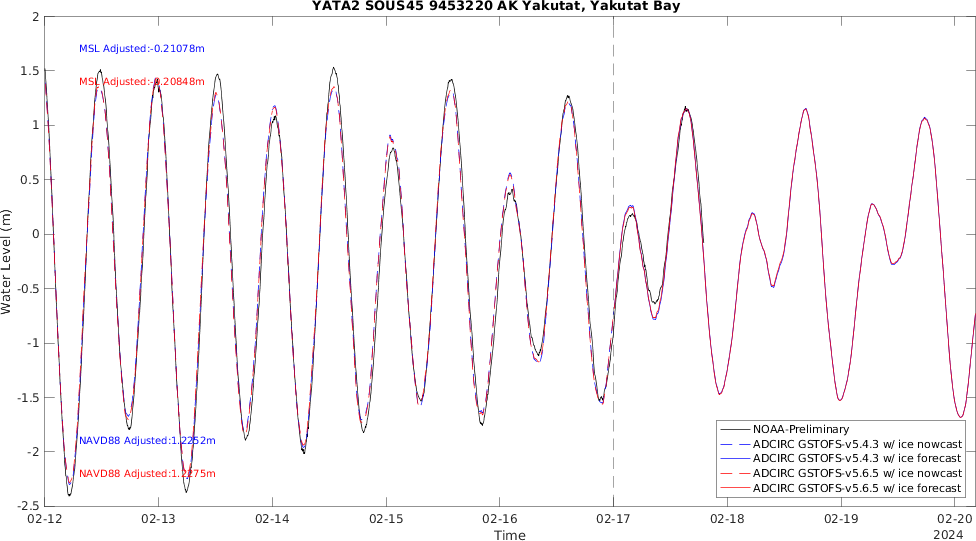 YATA2 SOUS45 9453220 AK Yakutat, Yakutat Bay
2
1.5
1
0.5
0
-0.5
-1
-1.5
-2
-2.5
Water Level (m)
MSL Adjusted:-0.21078m
MSL Adjusted:-0.20848m
NAVD88 Adjusted:1.2252m
NAVD88 Adjusted:1.2275m
NOAA-Preliminary
ADCIRC GSTOFS-v5.4.3 w/ ice nowcast
ADCIRC GSTOFS-v5.4.3 w/ ice forecast
ADCIRC GSTOFS-v5.6.5 w/ ice nowcast
ADCIRC GSTOFS-v5.6.5 w/ ice forecast
02-12 02-13 02-14 02-15 02-16 02-17 02-18 02-19 02-20
Time
2024